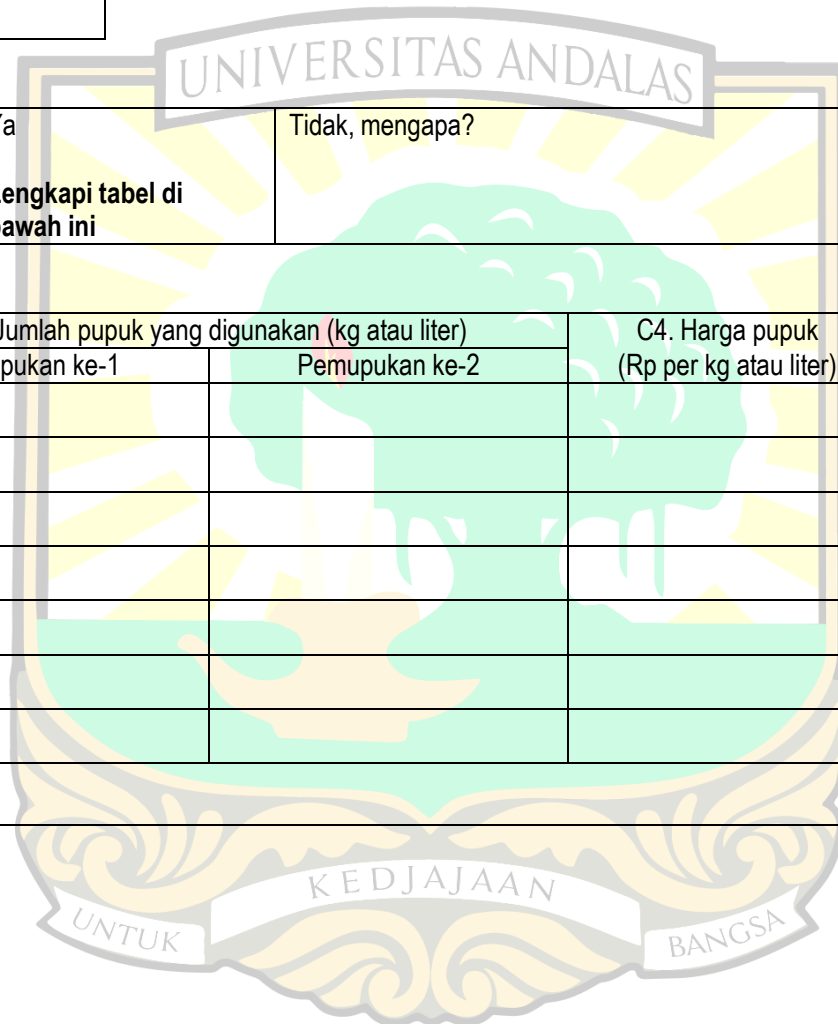 UNIVERSITAS ANDALAS
Ya
Tidak, mengapa?
Lengkapi tabel di
bawah ini
Jumlah pupuk yang digunakan (kg atau liter)
C4. Harga pupuk
pukan ke-1
Pemupukan ke-2
(Rp per kg atau liter)
KEDJAJAAN
UNTUK
BANGSA